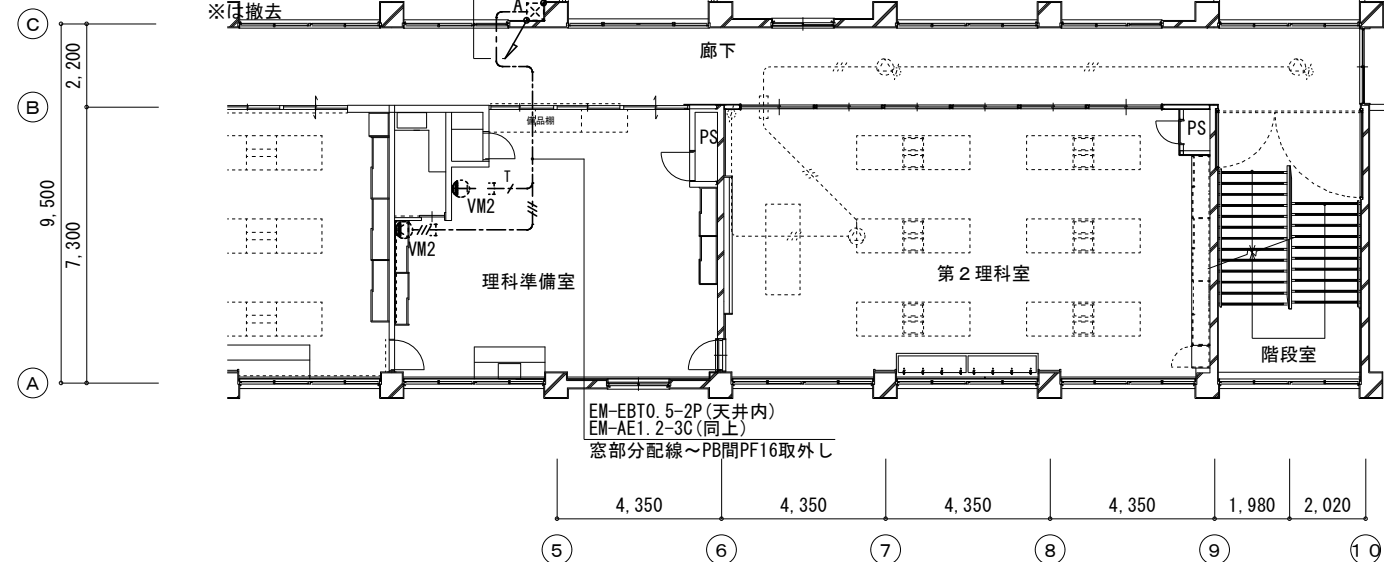 ※は撤去
A
C
2,200
廊下
B
備品棚
PS
PS
T
VM2
VM2
9,500
7,300
理科準備室
第2理科室
階段室
A
EM-EBT0.5-2P(天井内)
EM-AE1.2-3C(同上)
窓部分配線～PB間PF16取外し
4,350
4,350
4,350
4,350
1,980
2,020
5
6
7
8
9
10